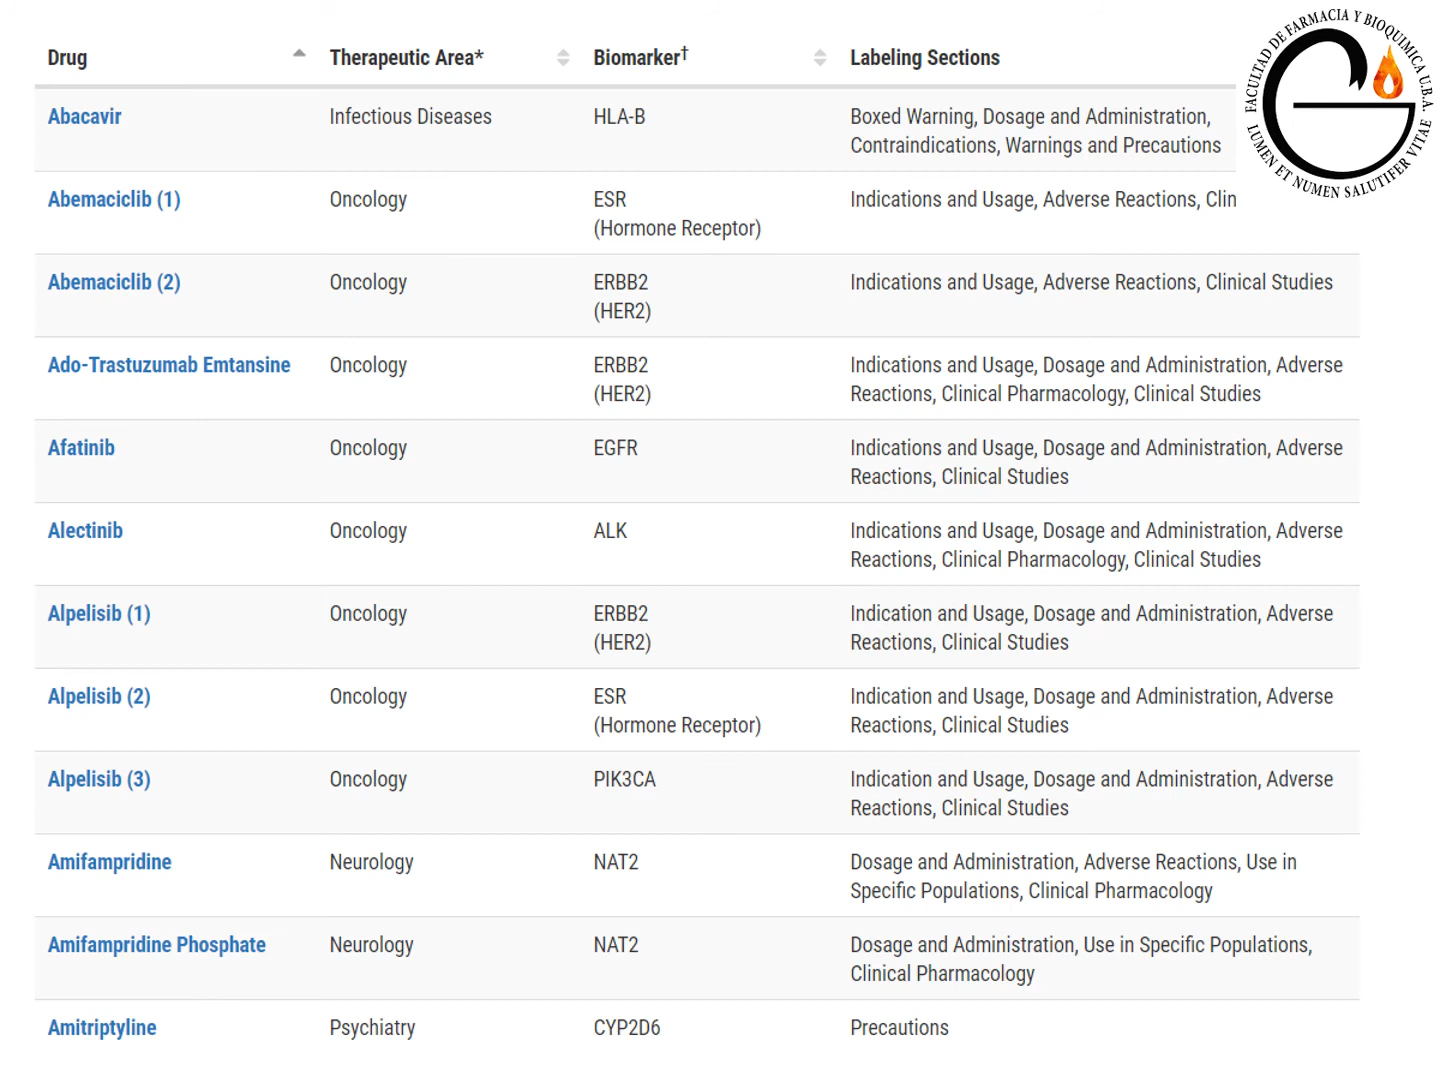 Drug Therapeutic Area* Biomarker† Labeling Sections
Abacavir Infectious Diseases HLA-B Boxed Warning, Dosage and Administration,
Contraindications, Warnings and Precautions
Abemaciclib (1) Oncology ESR Indications and Usage, Adverse Reactions, Clin
(Hormone Receptor)
Abemaciclib (2) Oncology ERBB2 Indications and Usage, Adverse Reactions, Clinical Studies
(HER2)
Ado-Trastuzumab Emtansine Oncology ERBB2 Indications and Usage, Dosage and Administration, Adverse
(HER2) Reactions, Clinical Pharmacology, Clinical Studies
Afatinib Oncology EGFR Indications and Usage, Dosage and Administration, Adverse
Reactions, Clinical Studies
Alectinib Oncology ALK Indications and Usage, Dosage and Administration, Adverse
Reactions, Clinical Pharmacology, Clinical Studies
Alpelisib (1) Oncology ERBB2 Indication and Usage, Dosage and Administration, Adverse
(HER2) Reactions, Clinical Studies
Alpelisib (2) Oncology ESR Indication and Usage, Dosage and Administration, Adverse
(Hormone Receptor) Reactions, Clinical Studies
Alpelisib (3) Oncology PIK3CA Indication and Usage, Dosage and Administration, Adverse
Reactions, Clinical Studies
Amifampridine Neurology NAT2 Dosage and Administration, Adverse Reactions, Use in
Specific Populations, Clinical Pharmacology
Amifampridine Phosphate Neurology NAT2 Dosage and Administration, Use in Specific Populations,
Clinical Pharmacology
Amitriptyline Psychiatry CYP2D6 Precautions
FACULTAD DE FARMACIA Y BIOQUIMICA U.B.A.
LUMEN ET NUMEN SALUTIFER VITAE